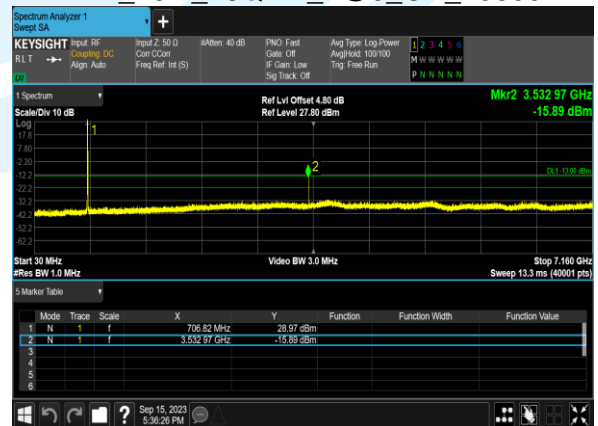 Spectrum Analyzer 1
Swept SA
+
KEYSIGHT Input: RF Input Z: 50 Ω #Atten: 40 dB PNO: Fast Avg Type: Log-Power 1 2 3 4 5 6
RLT Coupling: DC Corr CCorr Gate: Off Avg|Hold: 100/100 M W W W W W
Align: Auto Freq Ref: Int (S) IF Gain: Low Trig: Free Run
Sig Track: Off P N N N N N
1 Spectrum Ref Lvl Offset 4.80 dB Mkr2 3.532 97 GHz
Scale/Div 10 dB Ref Level 27.80 dBm -15.89 dBm
Log
17.8 1
7.80
-2.20
2
-12.2 DL1 -13.00 dBm
-22.2
-32.2
-42.2
-52.2
-62.2
Start 30 MHz Video BW 3.0 MHz Stop 7.160 GHz
#Res BW 1.0 MHz Sweep 13.3 ms (40001 pts)
5 Marker Table
Mode Trace Scale X Y Function Function Width Function Value
1 N 1 f 706.82 MHz 28.97 dBm
2 N 1 f 3.532 97 GHz -15.89 dBm
3
4
5
6
? Sep 15, 2023
5:36:26 PM